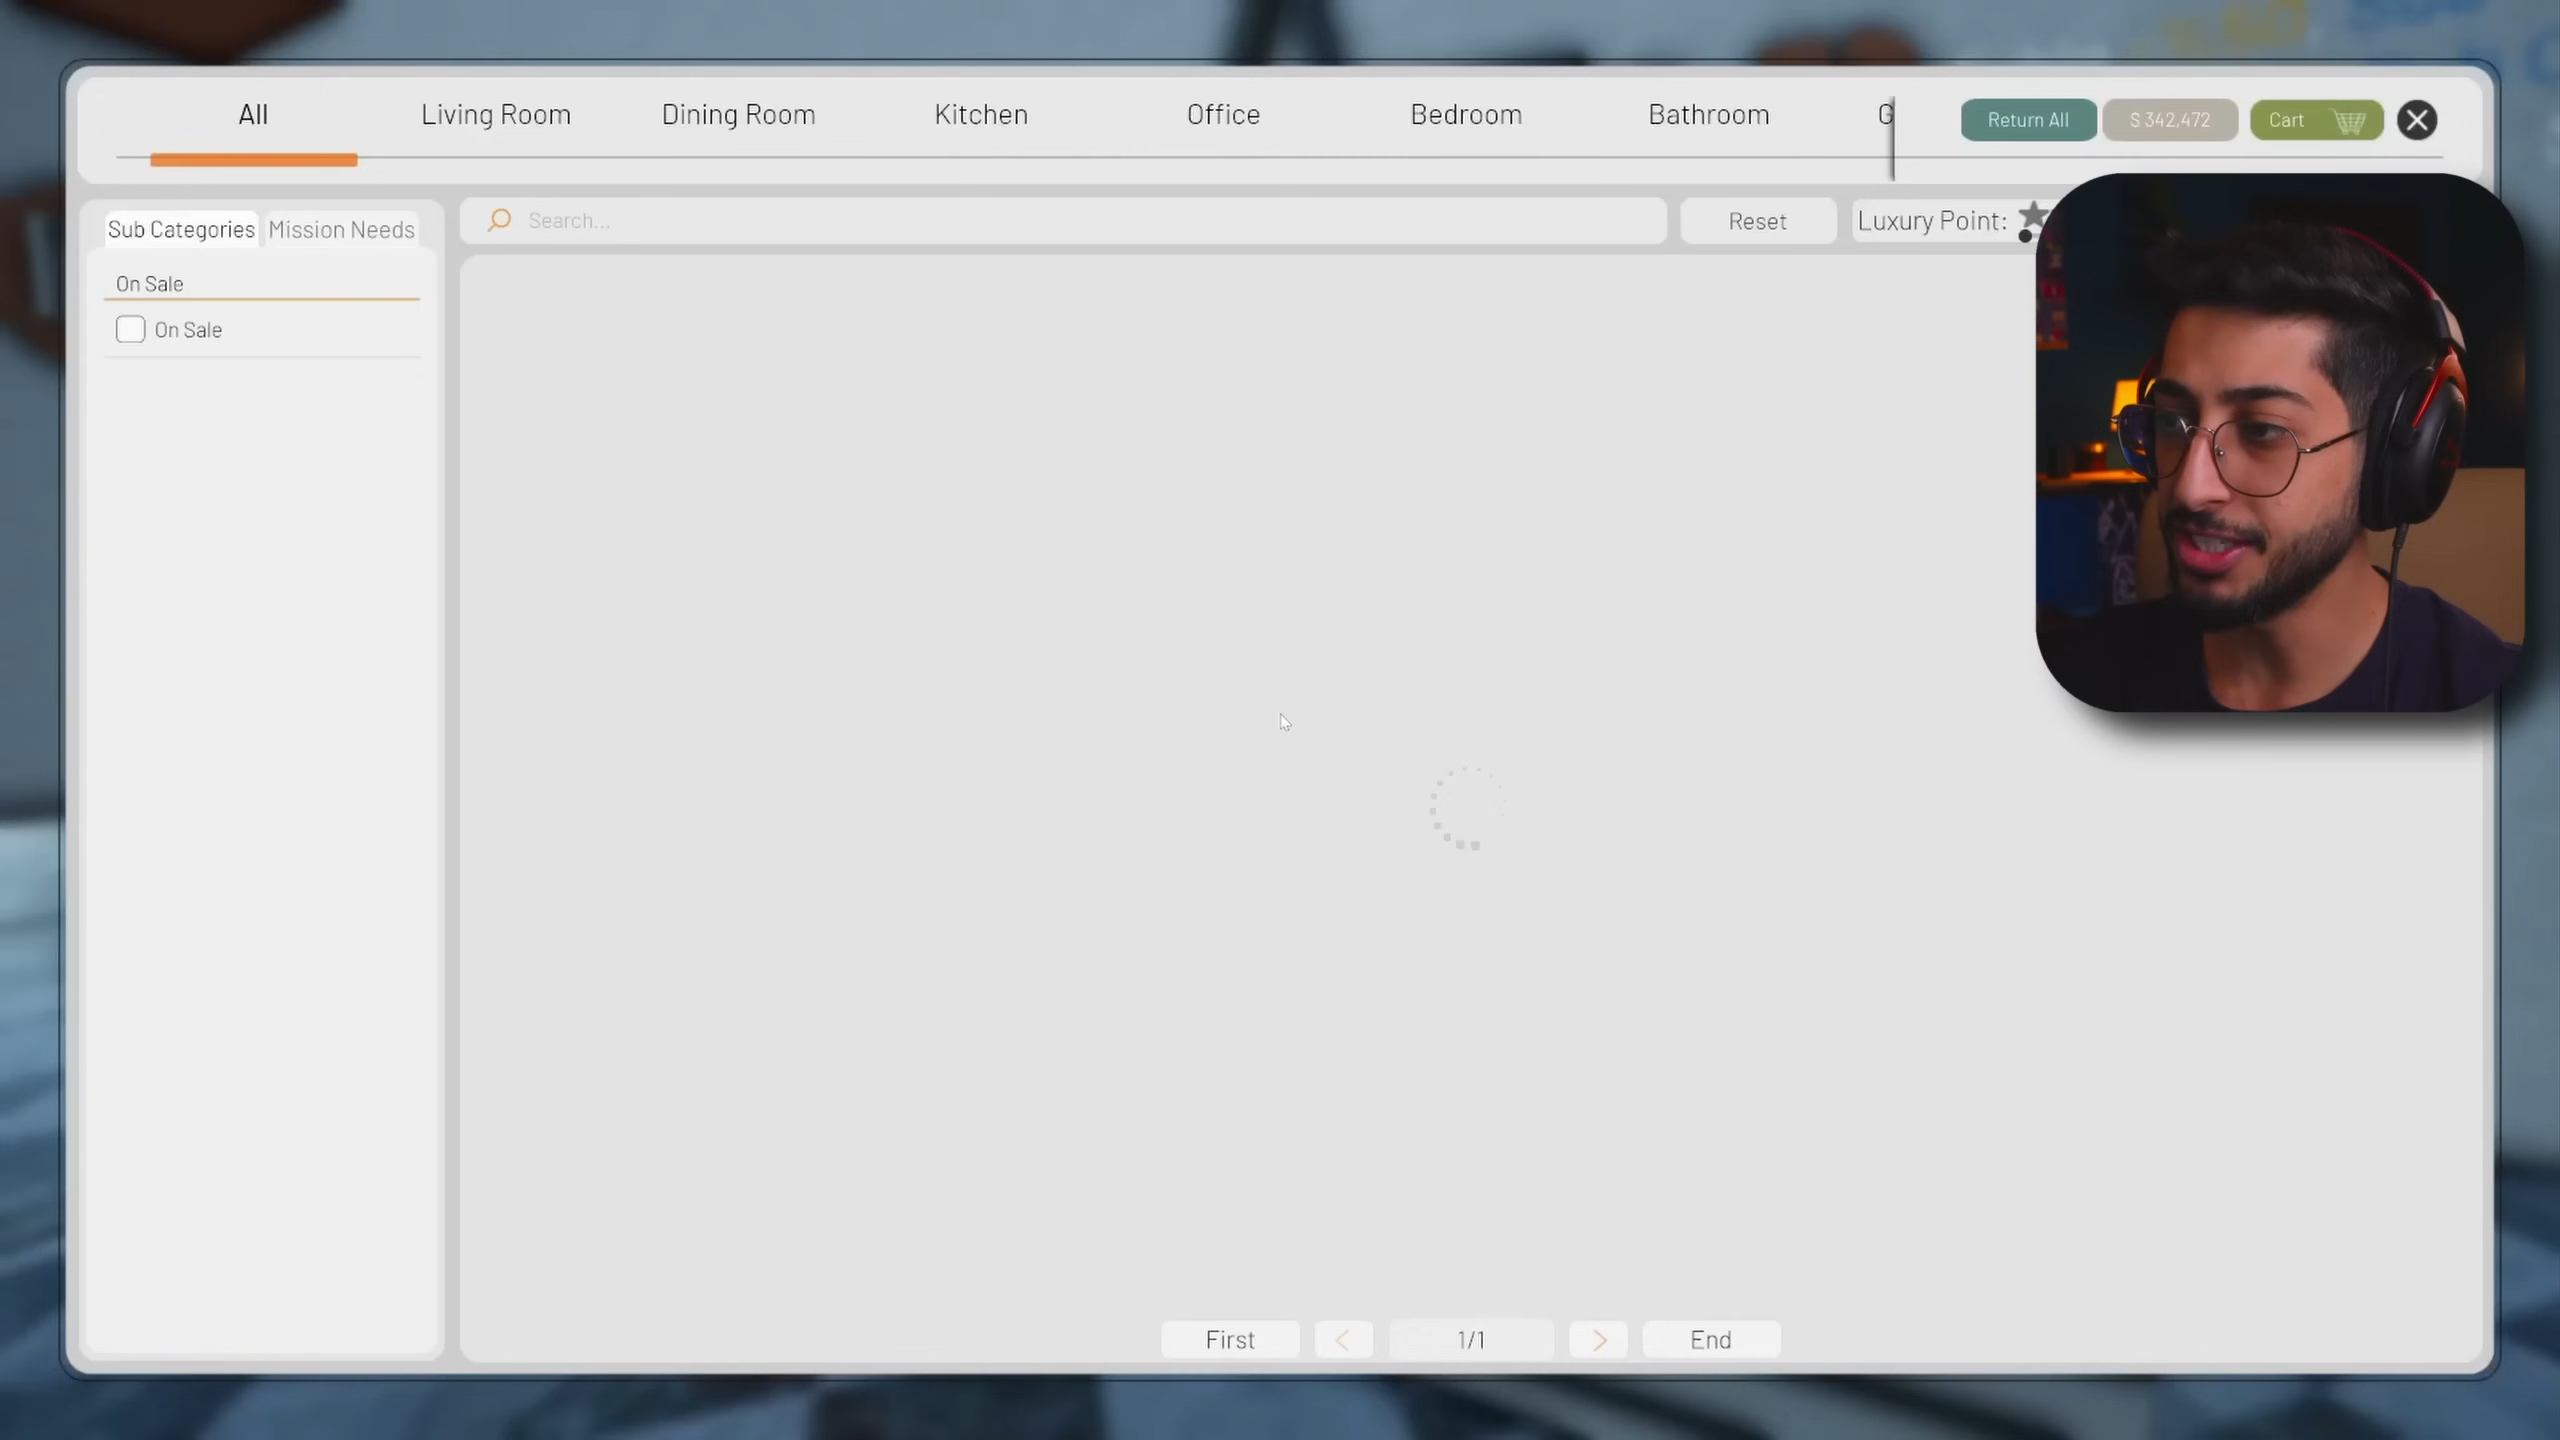 All Living Room Dining Room Kitchen Office Bedroom Bathroom G Return All $ 342,472 Cart
Sub Categories Mission Needs Search... Reset Luxury Point:
On Sale
On Sale
First < 1/1 > End